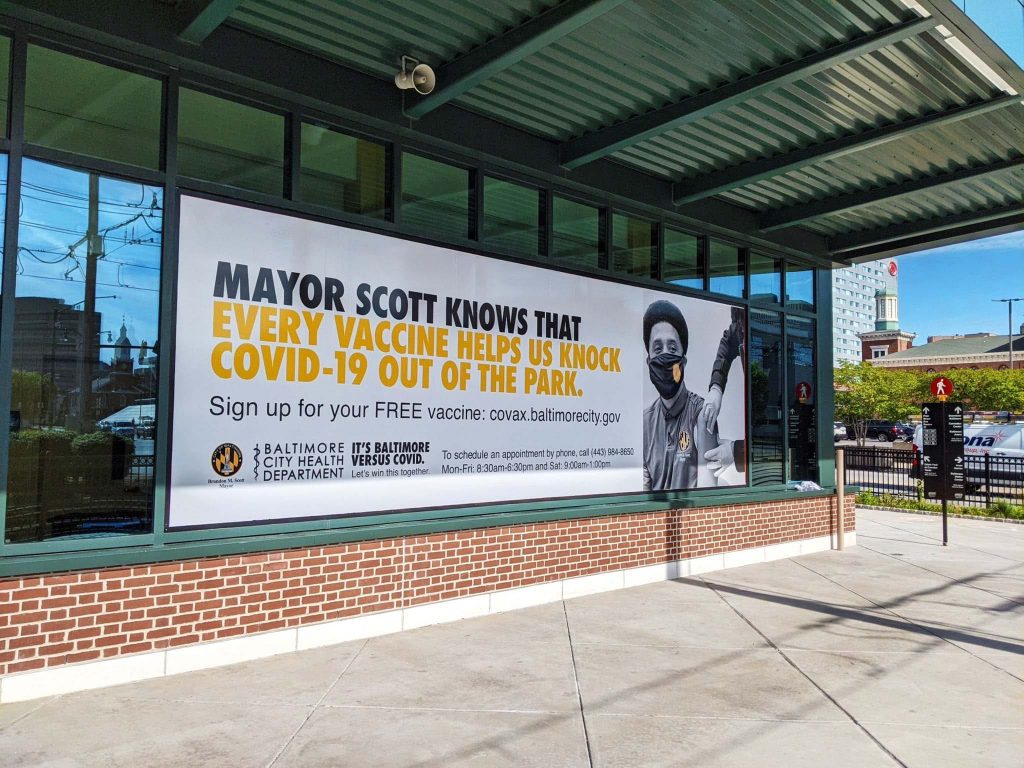 MAYOR SCOTT KNOWS THAT
EVERY VACCINE HELPS US KNOCK
COVID-19 OUT OF THE PARK.
Sign up for your FREE vaccine: covax.baltimorecity.gov
Brandon M. Scott
Mayor
BALTIMORE
CITY HEALTH
DEPARTMENT
IT'S BALTIMORE
VERSUS COVID.
Let's win this together.
To schedule an appointment by phone, call (443) 984-8650
Mon-Fri: 8:30am-6:30pm and Sat: 9:00am-1:00pm